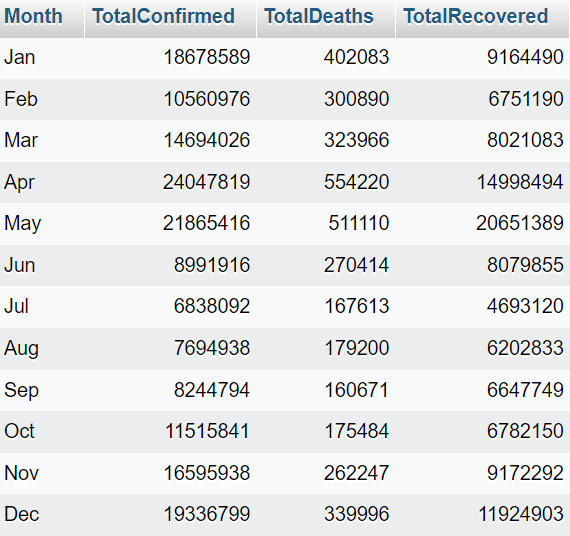 Month TotalConfirmed TotalDeaths TotalRecovered
Jan 18678589 402083 9164490
Feb 10560976 300890 6751190
Mar 14694026 323966 8021083
Apr 24047819 554220 14998494
May 21865416 511110 20651389
Jun 8991916 270414 8079855
Jul 6838092 167613 4693120
Aug 7694938 179200 6202833
Sep 8244794 160671 6647749
Oct 11515841 175484 6782150
Nov 16595938 262247 9172292
Dec 19336799 339996 11924903